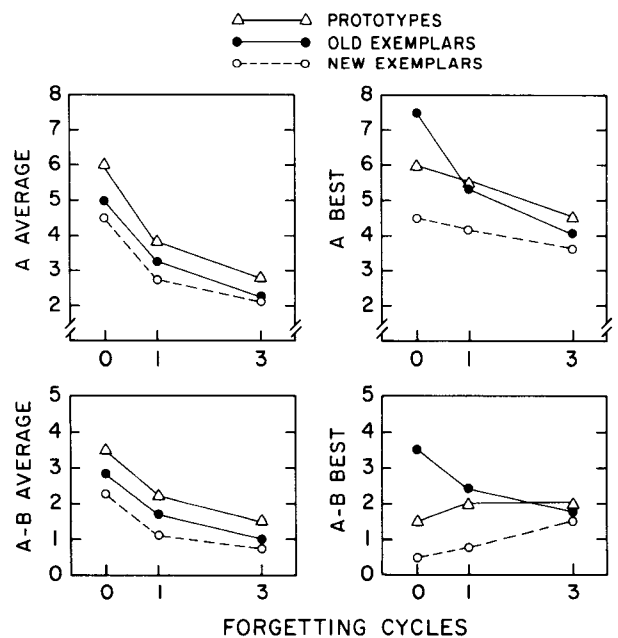 PROTOTYPES
OLD EXEMPLARS
NEW EXEMPLARS
A AVERAGE
8
7
6
5
4
3
2
0 1 3
A BEST
8
7
6
5
4
3
2
0 1 3
A-B AVERAGE
5
4
3
2
1
0
0 1 3
A-B BEST
5
4
3
2
1
0
0 1 3
FORGETTING CYCLES